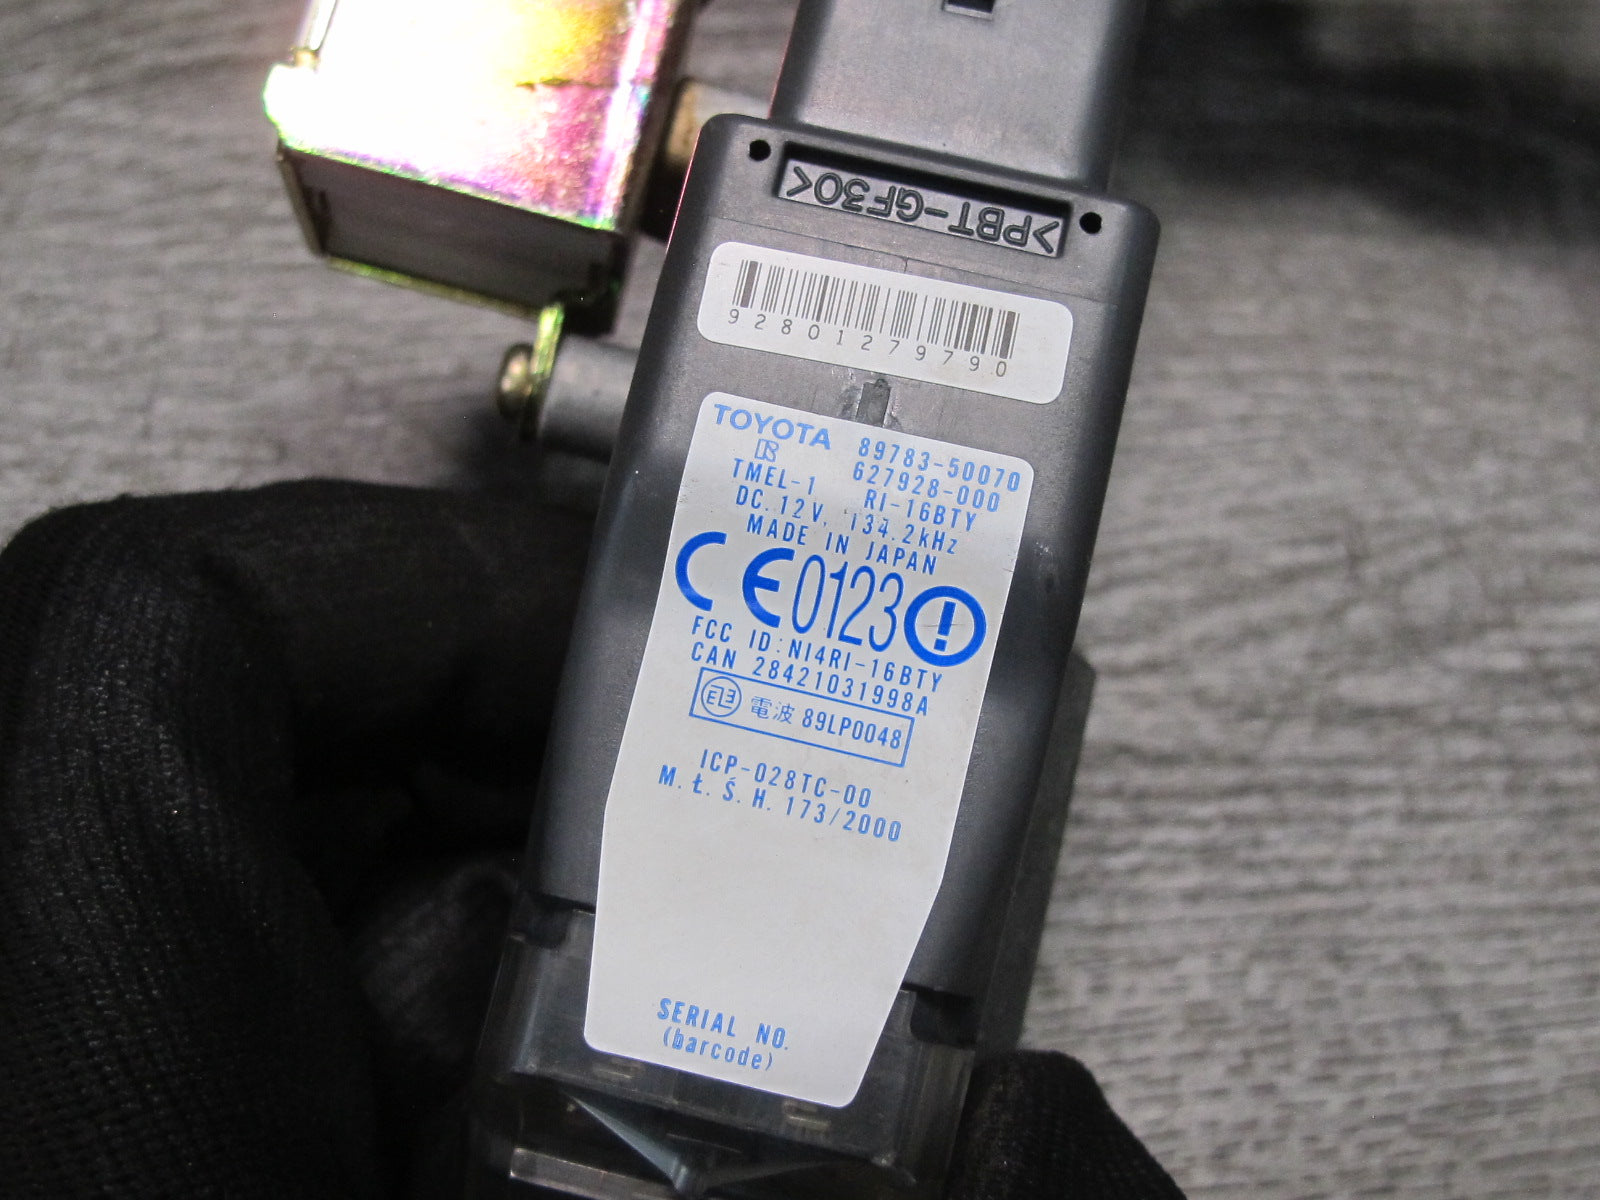 >PBT-GF30<
92801279790
TOYOTA 89783-50070
R 627928-000
TMEL-1 RI-16BTY
DC.12V, 134.2kHz
MADE IN JAPAN
CE0123!
FCC ID:NI4RI-16BTY
CAN 28421031998A
電波 89LP0048
ICP-028TC-00
M.Ł.Ś.H.173/2000
SERIAL NO.
(barcode)